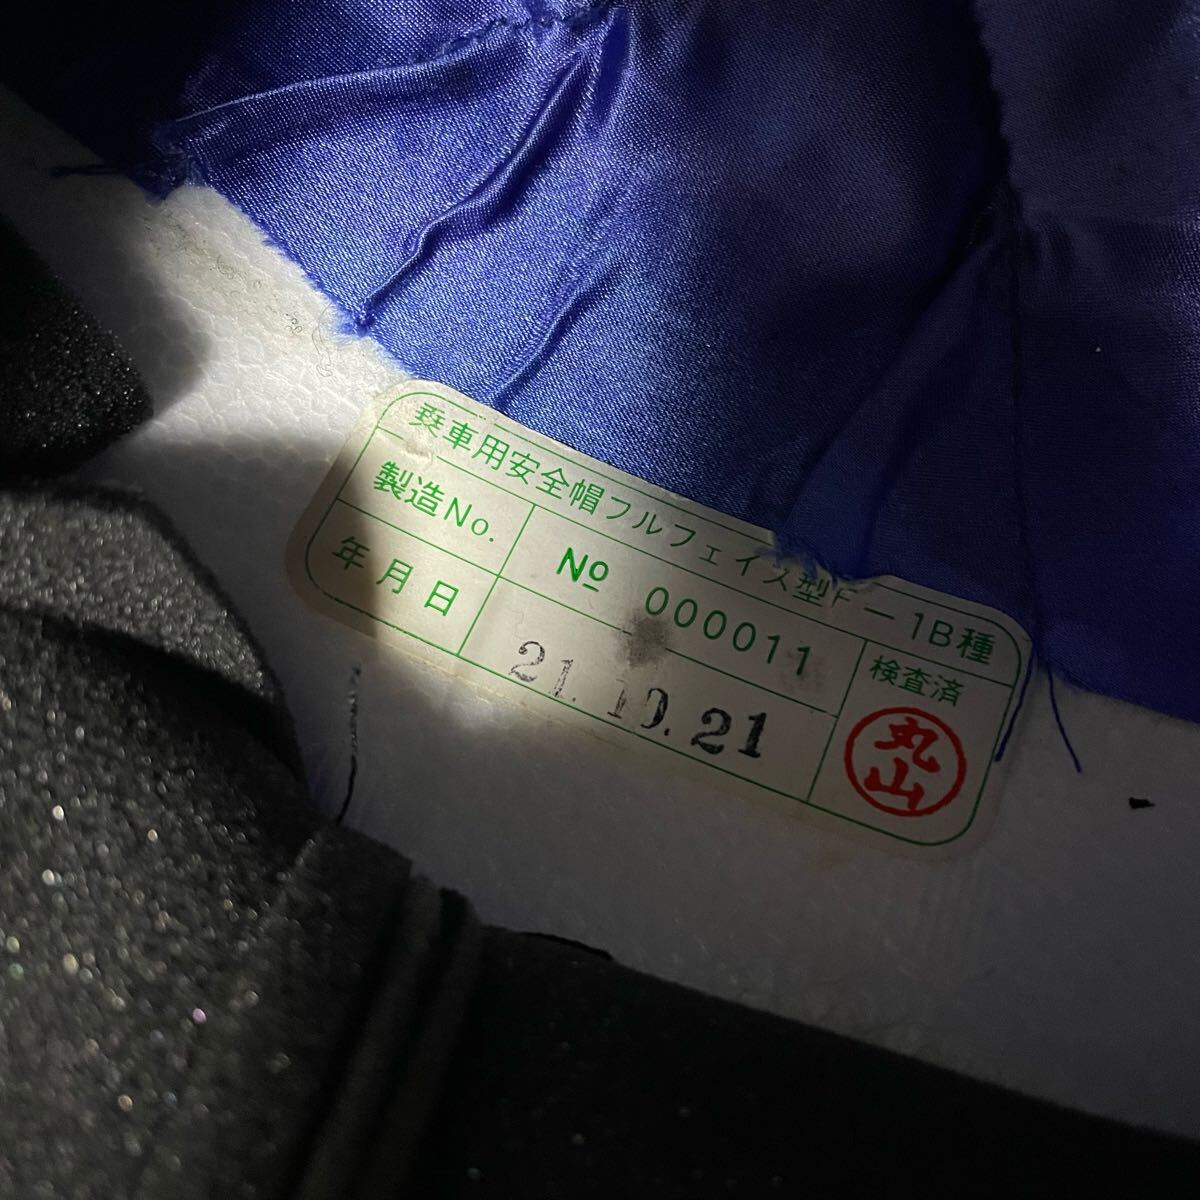 乗車用安全帽フルフェイス型F－1B種
製造No. № 000011
年月日 21.10.21
検査済
丸山